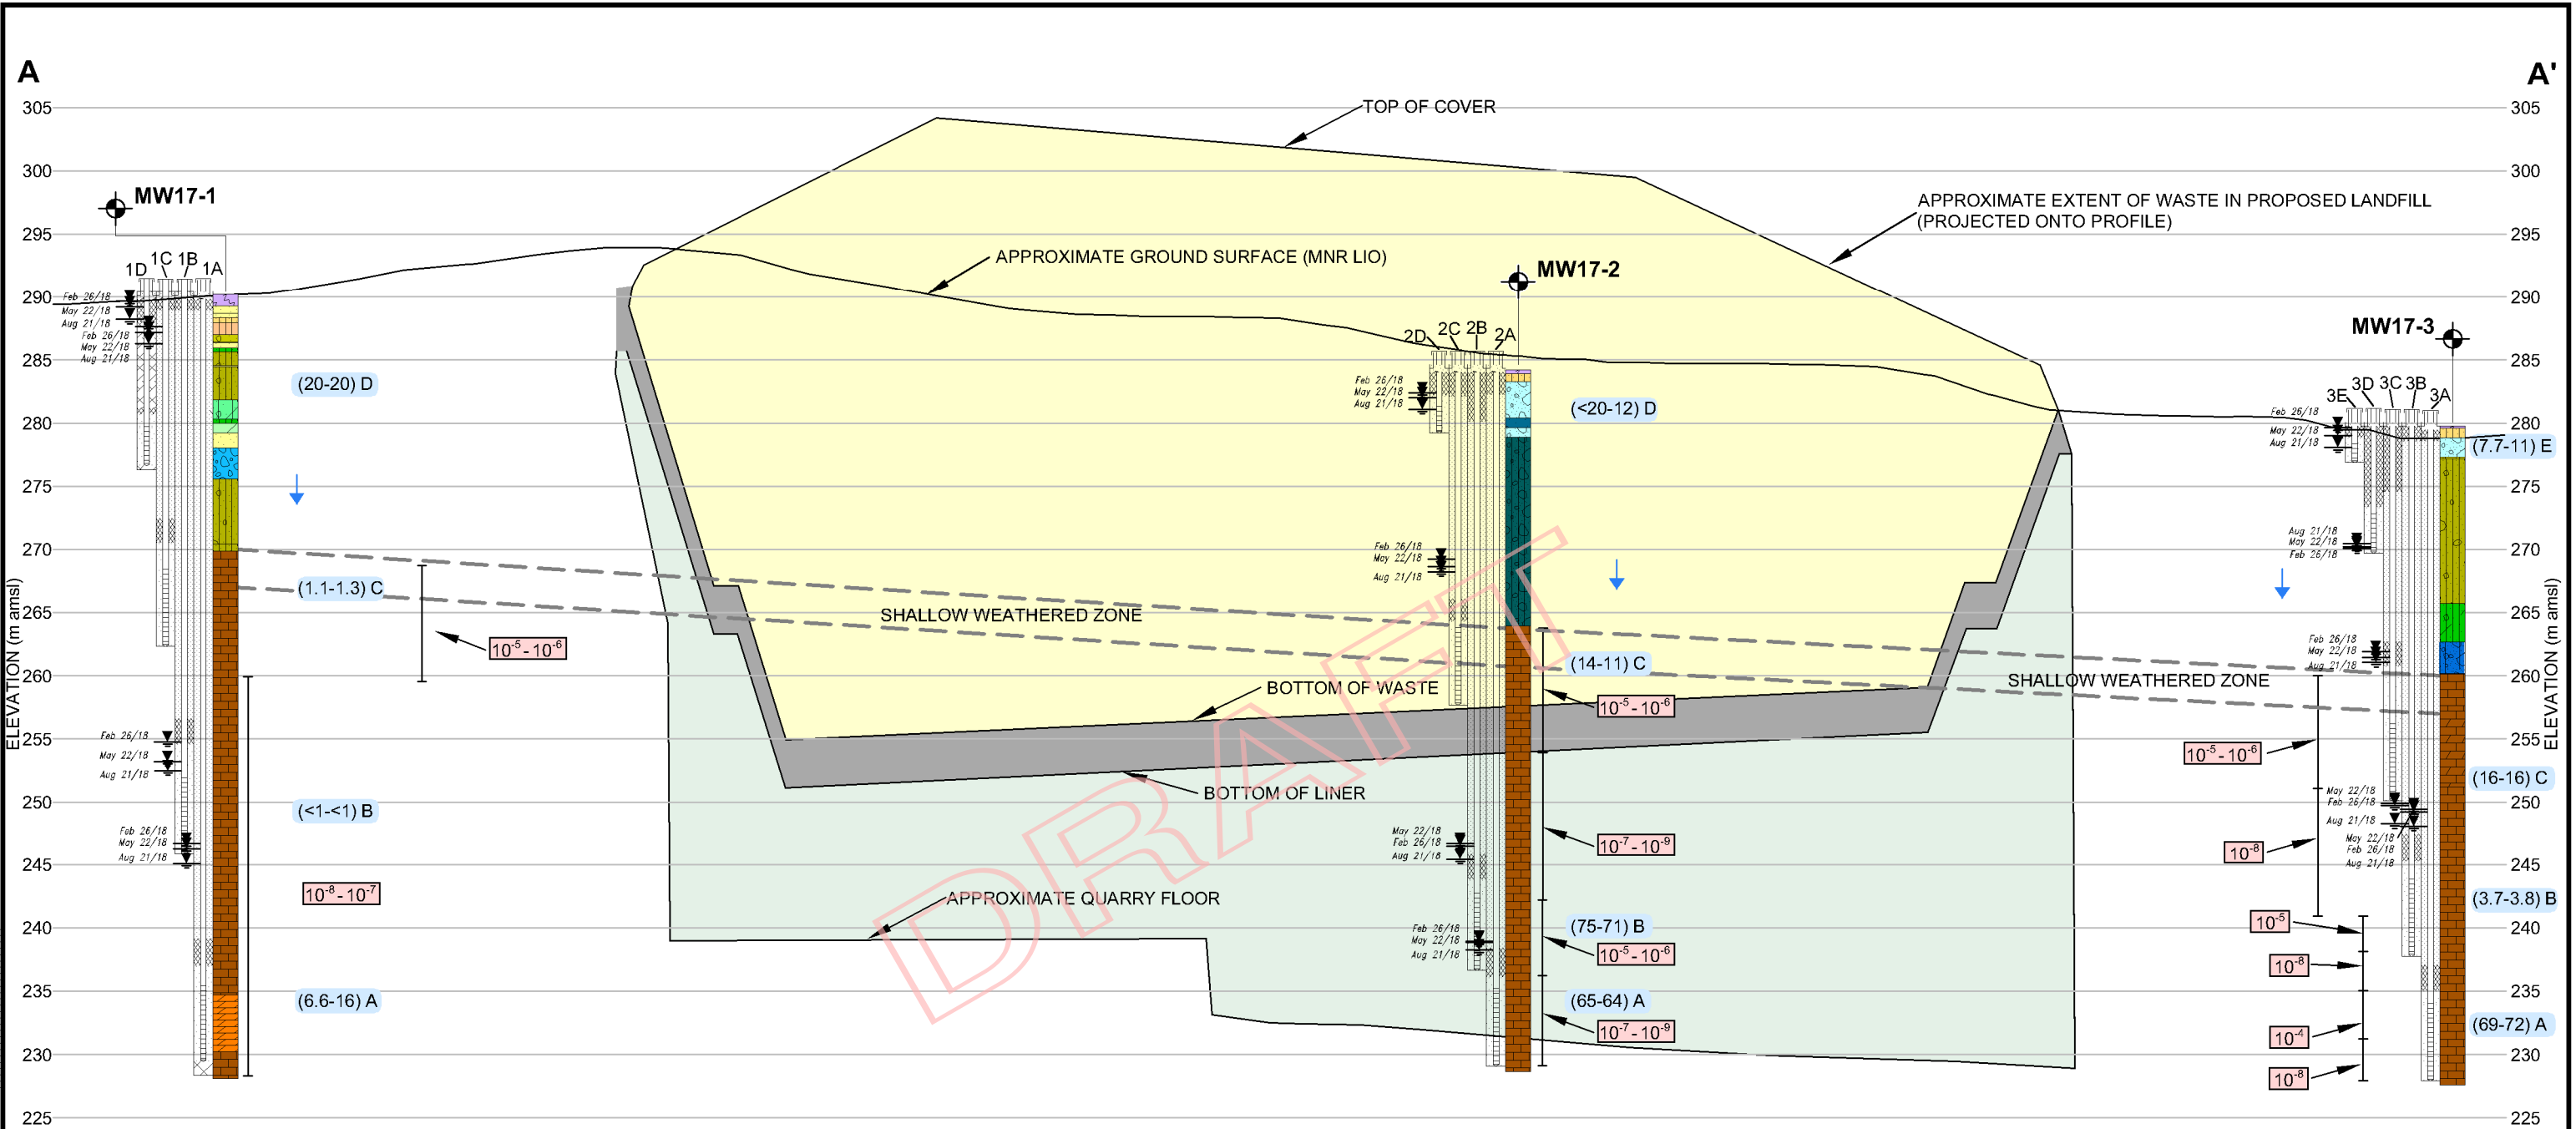 A
A'
305
305
TOP OF COVER
300
300
MW17-1
APPROXIMATE EXTENT OF WASTE IN PROPOSED LANDFILL
(PROJECTED ONTO PROFILE)
295
295
APPROXIMATE GROUND SURFACE (MNR LIO)
MW17-2
1D 1C 1B 1A
290
290
Feb 26/18
May 22/18
Aug 21/18
Feb 26/18
May 22/18
Aug 21/18
MW17-3
2D 2C 2B 2A
285
285
(20-20) D
Feb 26/18
May 22/18
Aug 21/18
(<20-12) D
3E 3D 3C 3B 3A
Feb 26/18
May 22/18
Aug 21/18
280
280
(7.7-11) E
275
275
270
270
Feb 26/18
May 22/18
Aug 21/18
Aug 21/18
May 22/18
Feb 26/18
(1.1-1.3) C
265
265
SHALLOW WEATHERED ZONE
10-5 - 10-6
Feb 26/18
May 22/18
Aug 21/18
(14-11) C
260
260
SHALLOW WEATHERED ZONE
BOTTOM OF WASTE
10-5 - 10-6
ELEVATION (m amsl)
ELEVATION (m amsl)
255
255
Feb 26/18
May 22/18
Aug 21/18
10-5 - 10-6
(16-16) C
BOTTOM OF LINER
250
250
(<1-<1) B
May 22/18
Feb 26/18
Aug 21/18
May 22/18
Feb 26/18
Aug 21/18
Feb 26/18
May 22/18
Aug 21/18
May 22/18
Feb 26/18
Aug 21/18
10-7 - 10-9
10-8
245
245
10-8 - 10-7
APPROXIMATE QUARRY FLOOR
(3.7-3.8) B
240
240
Feb 26/18
May 22/18
Aug 21/18
(75-71) B
10-5
10-5 - 10-6
10-8
235
235
(6.6-16) A
(65-64) A
10-7 - 10-9
10-4
(69-72) A
230
230
10-8
225
225
DRAFT